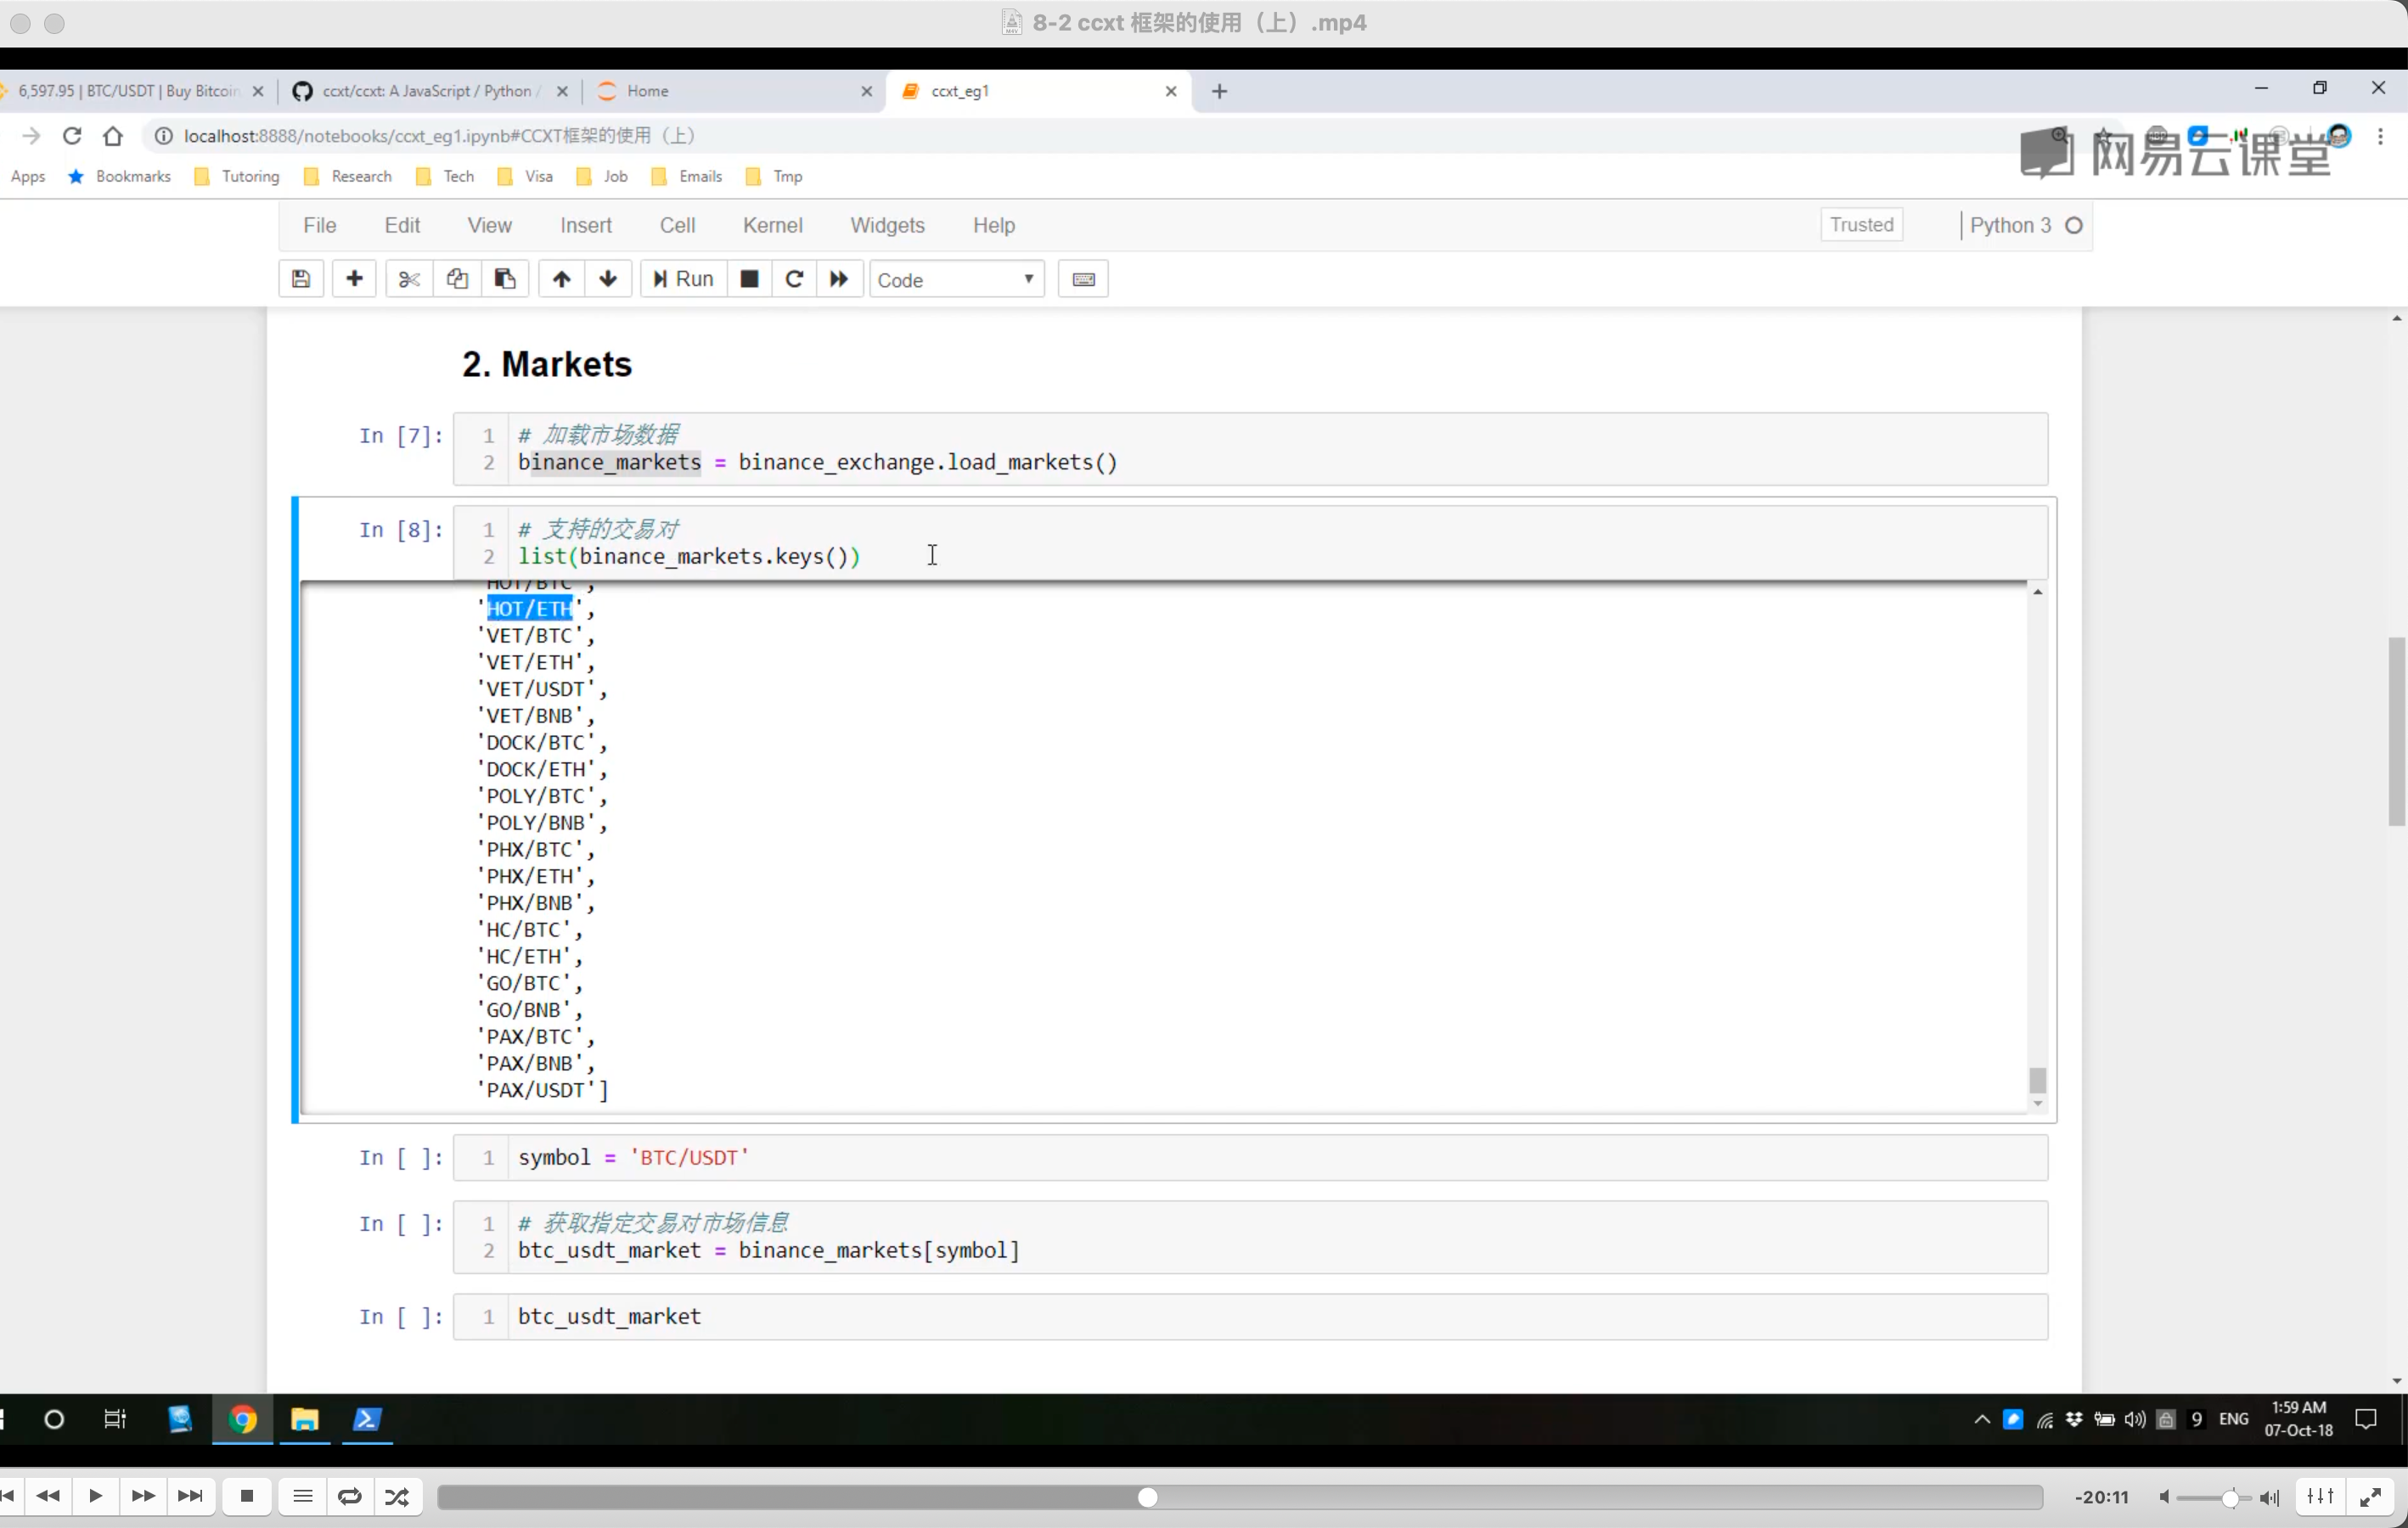 8-2 ccxt 框架的使用（上）.mp4
6,597.95 | BTC/USDT | Buy Bitcoin
ccxt/ccxt: A JavaScript / Python /
Home
ccxt_eg1
localhost:8888/notebooks/ccxt_eg1.ipynb#CCXT框架的使用（上）
网易云课堂
Apps Bookmarks Tutoring Research Tech Visa Job Emails Tmp
File Edit View Insert Cell Kernel Widgets Help Trusted Python 3
Run Code
2. Markets
In [7]:
1 # 加载市场数据
2 binance_markets = binance_exchange.load_markets()
In [8]:
1 # 支持的交易对
2 list(binance_markets.keys())
'HOT/BTC',
'HOT/ETH',
'VET/BTC',
'VET/ETH',
'VET/USDT',
'VET/BNB',
'DOCK/BTC',
'DOCK/ETH',
'POLY/BTC',
'POLY/BNB',
'PHX/BTC',
'PHX/ETH',
'PHX/BNB',
'HC/BTC',
'HC/ETH',
'GO/BTC',
'GO/BNB',
'PAX/BTC',
'PAX/BNB',
'PAX/USDT']
In [ ]:
1 symbol = 'BTC/USDT'
In [ ]:
1 # 获取指定交易对市场信息
2 btc_usdt_market = binance_markets[symbol]
In [ ]:
1 btc_usdt_market
9 ENG
1:59 AM
07-Oct-18
-20:11